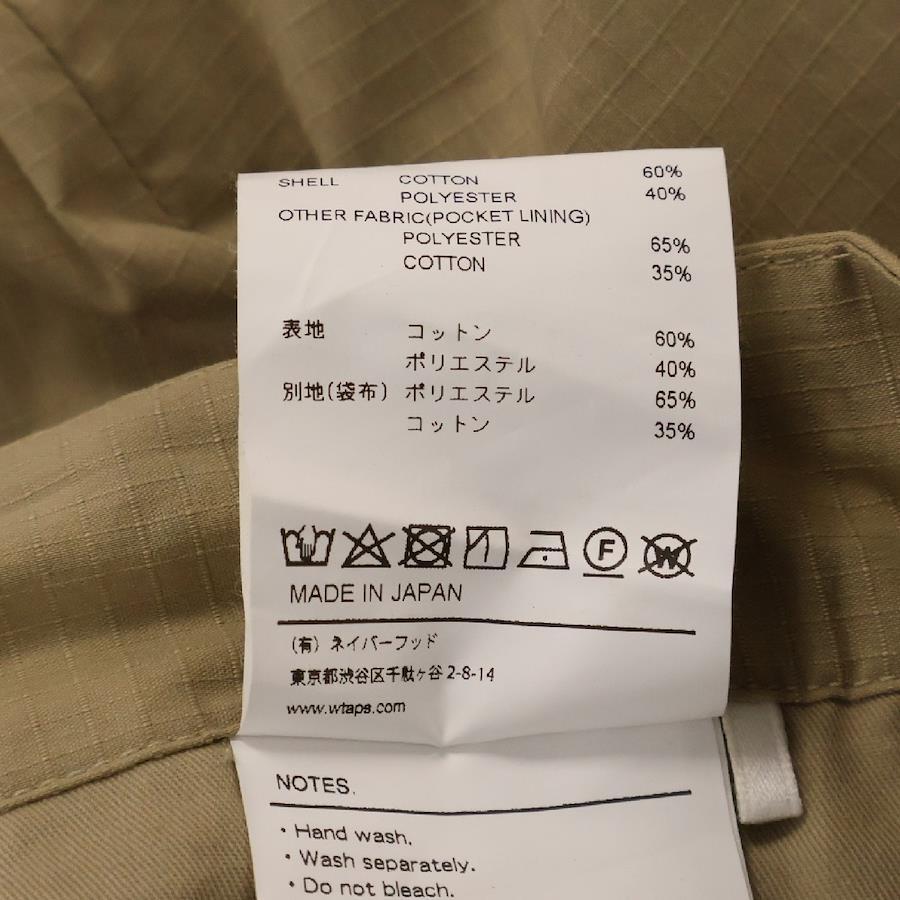 SHELL COTTON 60%
POLYESTER 40%
OTHER FABRIC(POCKET LINING)
POLYESTER 65%
COTTON 35%
表地 コットン 60%
ポリエステル 40%
別地(袋布) ポリエステル 65%
コットン 35%
F W
MADE IN JAPAN
(有) ネイバーフッド
東京都渋谷区千駄ヶ谷 2-8-14
www.wtaps.com
NOTES.
・Hand wash.
・Wash separately.
・Do not bleach.